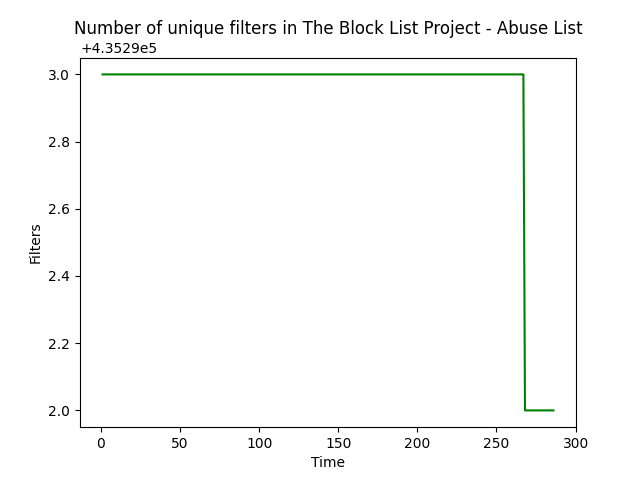 Number of unique filters in The Block List Project - Abuse List
+4.3529e5
3.0
2.8
2.6
2.4
2.2
2.0
Filters
0 50 100 150 200 250 300
Time